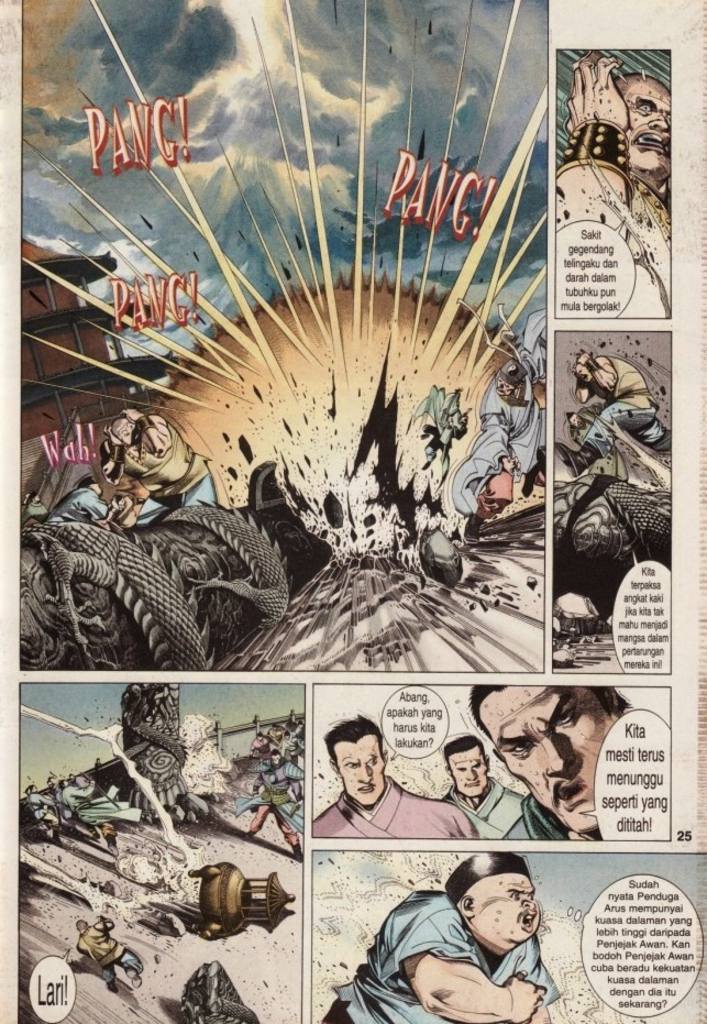 PANG!
PANG!
PANG!
Wah!
Sakit
gegendang
telingaku dan
darah dalam
tubuhku pun
mula bergolak!
Kita
terpaksa
angkat kaki
jika kita tak
mahu menjadi
mangsa dalam
pertarungan
mereka ini!
Lari!
Abang,
apakah yang
harus kita
lakukan?
Kita
mesti terus
menunggu
seperti yang
dititah!
25
Sudah
nyata Penduga
Arus mempunyai
kuasa dalaman yang
lebih tinggi daripada
Penjejak Awan. Kan
bodoh Penjejak Awan
cuba beradu kekuatan
dalaman dengan
dia itu
sekarang?